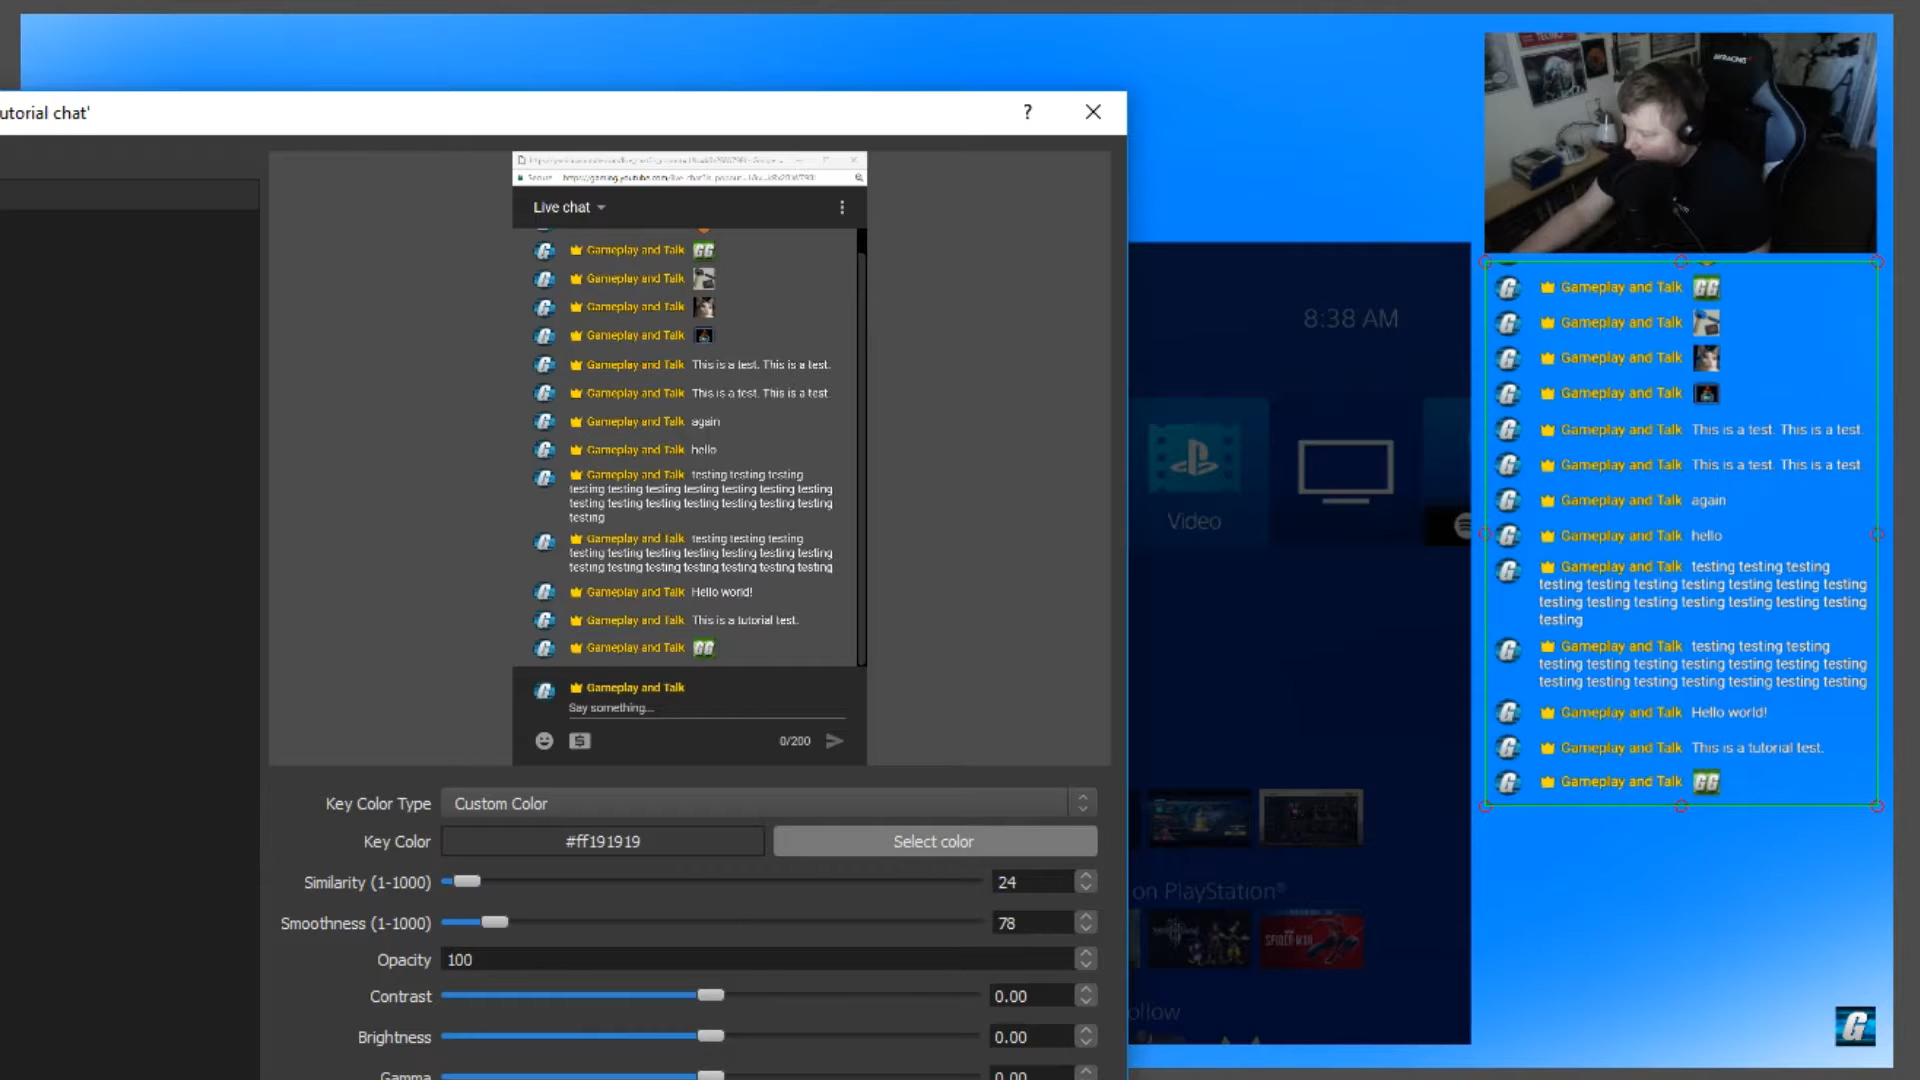 utorial chat'
?
Secure
Live chat
Gameplay and Talk GG
Gameplay and Talk
Gameplay and Talk
Gameplay and Talk
Gameplay and Talk This is a test. This is a test.
Gameplay and Talk This is a test. This is a test.
Gameplay and Talk again
Gameplay and Talk hello
Gameplay and Talk testing testing testing
testing testing testing testing testing testing testing
testing testing testing testing testing testing testing
testing
Gameplay and Talk testing testing testing
testing testing testing testing testing testing testing
testing testing testing testing testing testing testing
Gameplay and Talk Hello world!
Gameplay and Talk This is a tutorial test.
Gameplay and Talk GG
Gameplay and Talk
Say something...
0/200
Key Color Type Custom Color
Key Color #ff191919 Select color
Similarity (1-1000) 24
Smoothness (1-1000) 78
Opacity 100
Contrast 0.00
Brightness 0.00
Gamma 0.00
8:38 AM
Video
on PlayStation®
SPIDER-MAN
ollow
AKRACING
Gameplay and Talk GG
Gameplay and Talk
Gameplay and Talk
Gameplay and Talk
Gameplay and Talk This is a test. This is a test.
Gameplay and Talk This is a test. This is a test
Gameplay and Talk again
Gameplay and Talk hello
Gameplay and Talk testing testing testing
testing testing testing testing testing testing testing
testing testing testing testing testing testing testing
testing
Gameplay and Talk testing testing testing
testing testing testing testing testing testing testing
testing testing testing testing testing testing testing
Gameplay and Talk Hello world!
Gameplay and Talk This is a tutorial test.
Gameplay and Talk GG
G